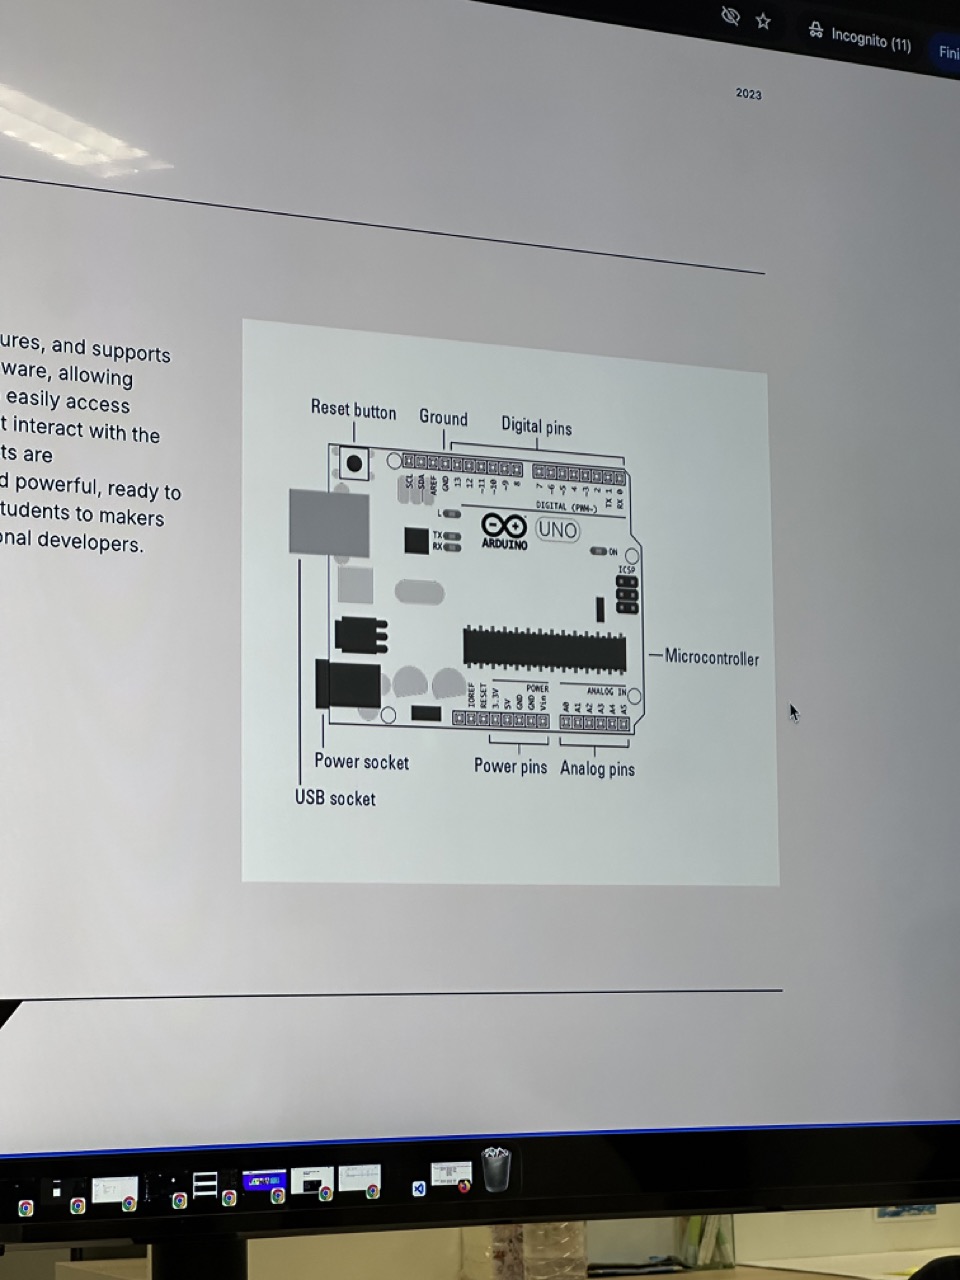 Incognito (11)
Fini
2023
ures, and supports
ware, allowing
easily access
t interact with the
ts are
d powerful, ready to
tudents to makers
onal developers.
Reset button
Ground
Digital pins
SCL
SDA
AREF
GND
13
12
~11
~10
~9
8
7
~6
~5
4
~3
2
TX 1
RX 0
DIGITAL (PWM~)
L
TX
RX
ARDUINO
UNO
ON
ICSP
Microcontroller
IOREF
RESET
3.3V
5V
GND
GND
Vin
POWER
ANALOG IN
A0
A1
A2
A3
A4
A5
Power socket
Power pins
Analog pins
USB socket